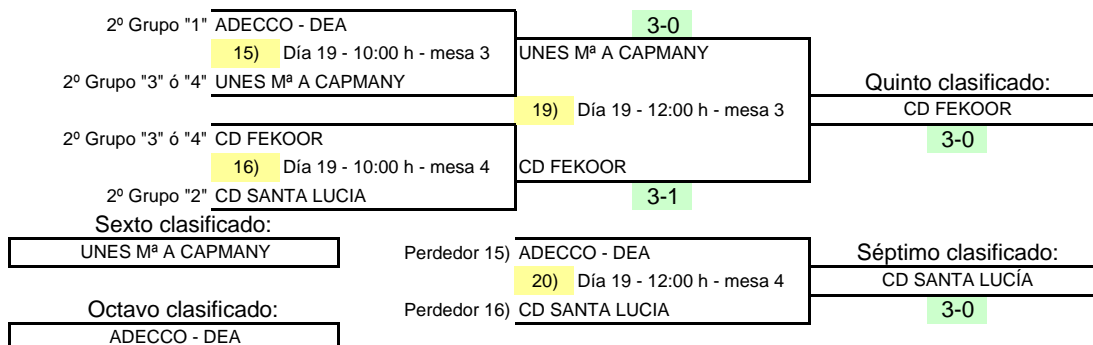 2º Grupo "1" ADECCO - DEA 3-0
15) Día 19 - 10:00 h - mesa 3 UNES Mª A CAPMANY
2º Grupo "3" ó "4" UNES Mª A CAPMANY Quinto clasificado:
19) Día 19 - 12:00 h - mesa 3 CD FEKOOR
2º Grupo "3" ó "4" CD FEKOOR 3-0
16) Día 19 - 10:00 h - mesa 4 CD FEKOOR
2º Grupo "2" CD SANTA LUCIA 3-1
Sexto clasificado:
UNES Mª A CAPMANY Perdedor 15) ADECCO - DEA Séptimo clasificado:
20) Día 19 - 12:00 h - mesa 4 CD SANTA LUCÍA
Octavo clasificado: Perdedor 16) CD SANTA LUCIA 3-0
ADECCO - DEA